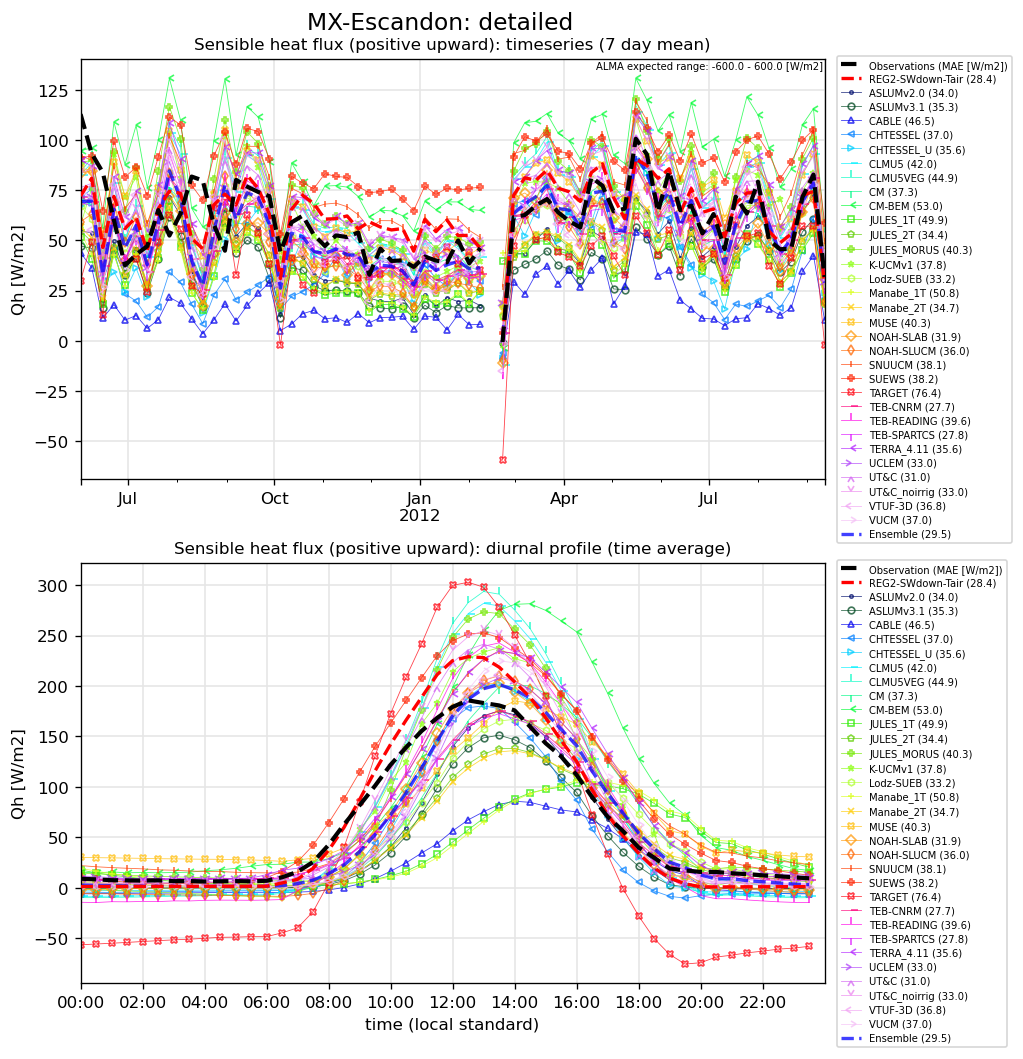 MX-Escandon: detailed
Sensible heat flux (positive upward): timeseries (7 day mean)
ALMA expected range: -600.0 - 600.0 [W/m2]
Qh [W/m2]
125
100
75
50
25
0
−25
−50
Jul
Oct
Jan
2012
Apr
Jul
Observations (MAE [W/m2])
REG2-SWdown-Tair (28.4)
ASLUMv2.0 (34.0)
ASLUMv3.1 (35.3)
CABLE (46.5)
CHTESSEL (37.0)
CHTESSEL_U (35.6)
CLMU5 (42.0)
CLMU5VEG (44.9)
CM (37.3)
CM-BEM (53.0)
JULES_1T (49.9)
JULES_2T (34.4)
JULES_MORUS (40.3)
K-UCMv1 (37.8)
Lodz-SUEB (33.2)
Manabe_1T (50.8)
Manabe_2T (34.7)
MUSE (40.3)
NOAH-SLAB (31.9)
NOAH-SLUCM (36.0)
SNUUCM (38.1)
SUEWS (38.2)
TARGET (76.4)
TEB-CNRM (27.7)
TEB-READING (39.6)
TEB-SPARTCS (27.8)
TERRA_4.11 (35.6)
UCLEM (33.0)
UT&C (31.0)
UT&C_noirrig (33.0)
VTUF-3D (36.8)
VUCM (37.0)
Ensemble (29.5)
Sensible heat flux (positive upward): diurnal profile (time average)
Qh [W/m2]
300
250
200
150
100
50
0
−50
00:00
02:00
04:00
06:00
08:00
10:00
12:00
14:00
16:00
18:00
20:00
22:00
time (local standard)
Observation (MAE [W/m2])
REG2-SWdown-Tair (28.4)
ASLUMv2.0 (34.0)
ASLUMv3.1 (35.3)
CABLE (46.5)
CHTESSEL (37.0)
CHTESSEL_U (35.6)
CLMU5 (42.0)
CLMU5VEG (44.9)
CM (37.3)
CM-BEM (53.0)
JULES_1T (49.9)
JULES_2T (34.4)
JULES_MORUS (40.3)
K-UCMv1 (37.8)
Lodz-SUEB (33.2)
Manabe_1T (50.8)
Manabe_2T (34.7)
MUSE (40.3)
NOAH-SLAB (31.9)
NOAH-SLUCM (36.0)
SNUUCM (38.1)
SUEWS (38.2)
TARGET (76.4)
TEB-CNRM (27.7)
TEB-READING (39.6)
TEB-SPARTCS (27.8)
TERRA_4.11 (35.6)
UCLEM (33.0)
UT&C (31.0)
UT&C_noirrig (33.0)
VTUF-3D (36.8)
VUCM (37.0)
Ensemble (29.5)